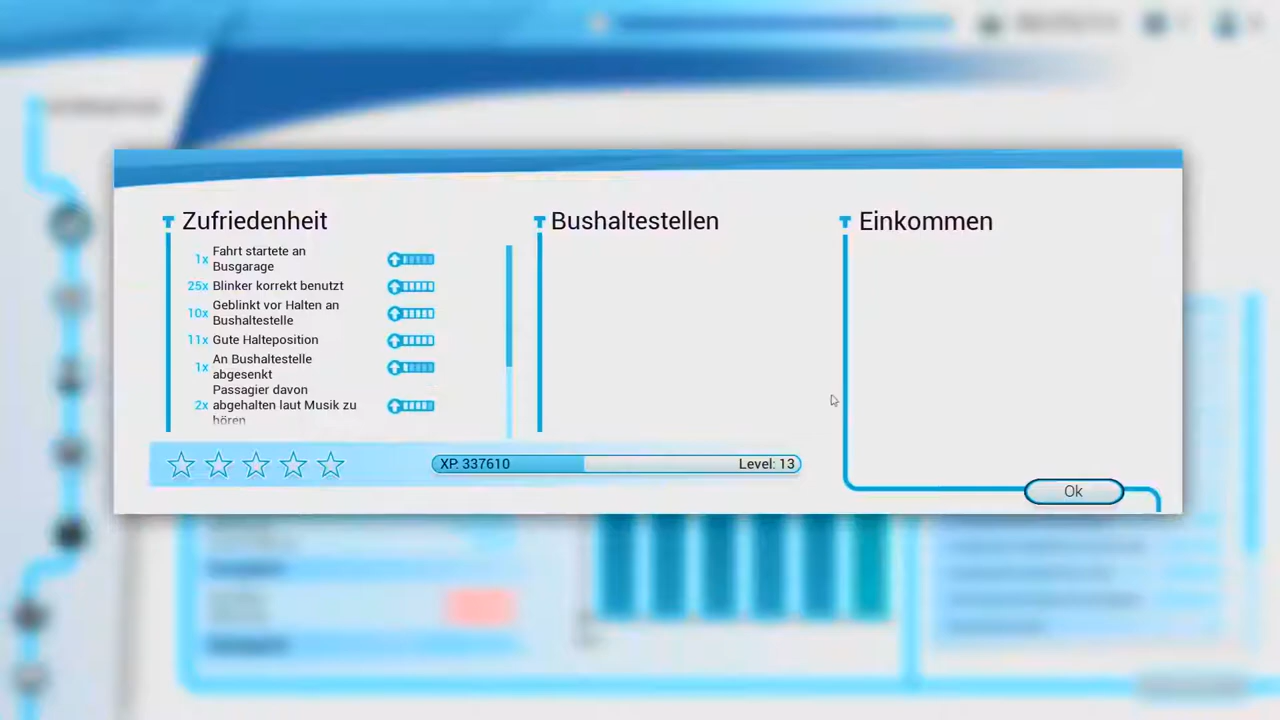 Zufriedenheit
1x Fahrt startete an
Busgarage
25x Blinker korrekt benutzt
10x Geblinkt vor Halten an
Bushaltestelle
11x Gute Halteposition
1x An Bushaltestelle
abgesenkt
Passagier davon
2x abgehalten laut Musik zu
hören
Bushaltestellen
Einkommen
XP: 337610
Level: 13
Ok